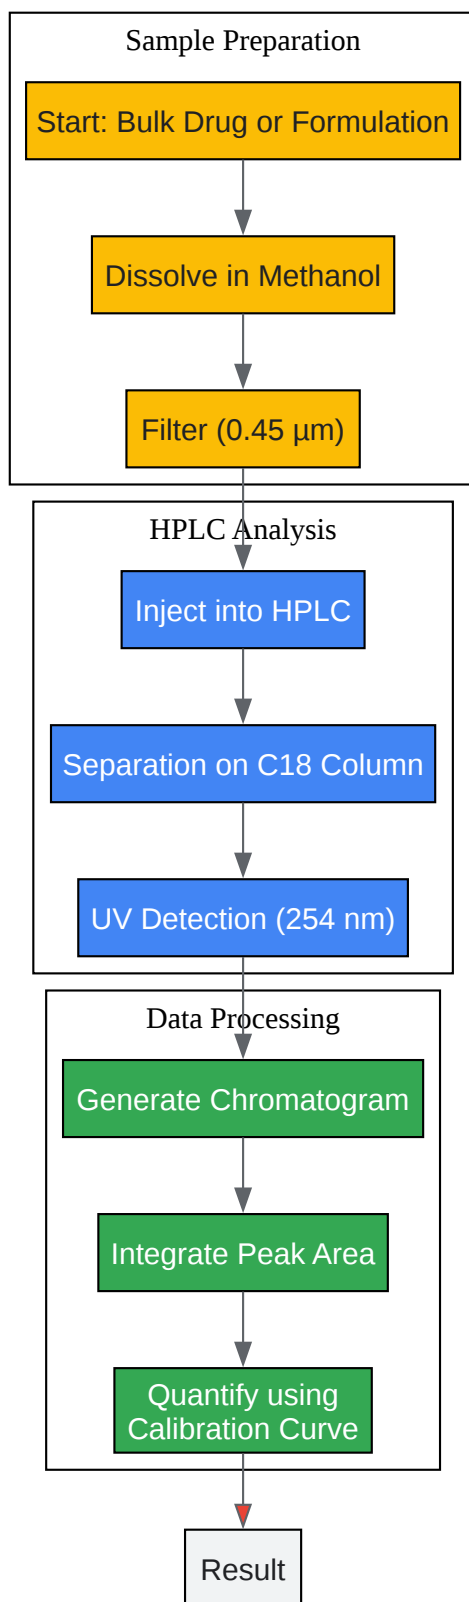 Sample Preparation
Start: Bulk Drug or Formulation
Dissolve in Methanol
Filter (0.45 µm)
HPLC Analysis
Inject into HPLC
Separation on C18 Column
UV Detection (254 nm)
Data Processing
Generate Chromatogram
Integrate Peak Area
Quantify using
Calibration Curve
Result